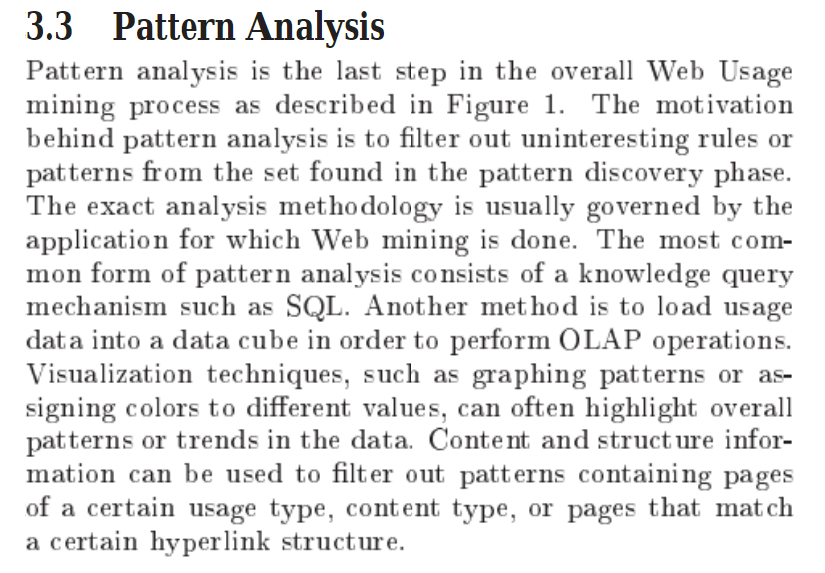 3.3 Pattern Analysis
Pattern analysis is the last step in the overall Web Usage
mining process as described in Figure 1. The motivation
behind pattern analysis is to filter out uninteresting rules or
patterns from the set found in the pattern discovery phase.
The exact analysis methodology is usually governed by the
application for which Web mining is done. The most com-
mon form of pattern analysis consists of a knowledge query
mechanism such as SQL. Another method is to load usage
data into a data cube in order to perform OLAP operations.
Visualization techniques, such as graphing patterns or as-
signing colors to different values, can often highlight overall
patterns or trends in the data. Content and structure infor-
mation can be used to filter out patterns containing pages
of a certain usage type, content type, or pages that match
a certain hyperlink structure.